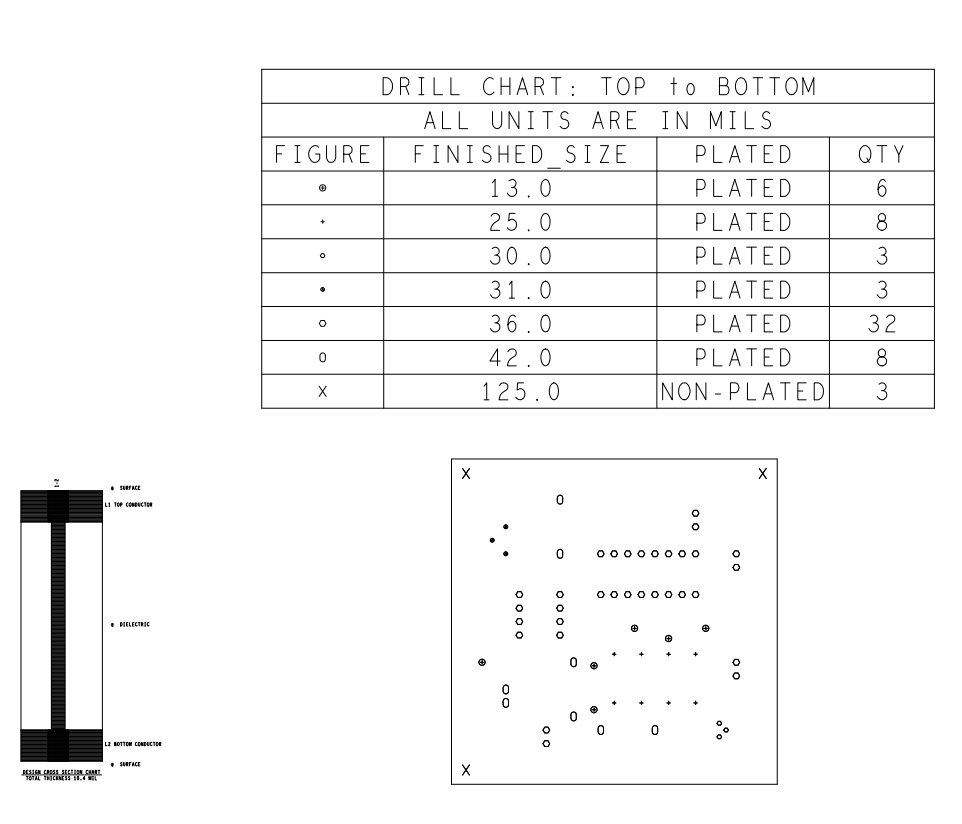 DRILL CHART: TOP to BOTTOM
ALL UNITS ARE IN MILS
FIGURE FINISHED_SIZE PLATED QTY
13.0 PLATED 6
25.0 PLATED 8
30.0 PLATED 3
31.0 PLATED 3
36.0 PLATED 32
42.0 PLATED 8
X 125.0 NON-PLATED 3
X X
X
1-2
SURFACE
L1 TOP CONDUCTOR
DIELECTRIC
L2 BOTTOM CONDUCTOR
SURFACE
DESIGN CROSS SECTION CHART
TOTAL THICKNESS MIL